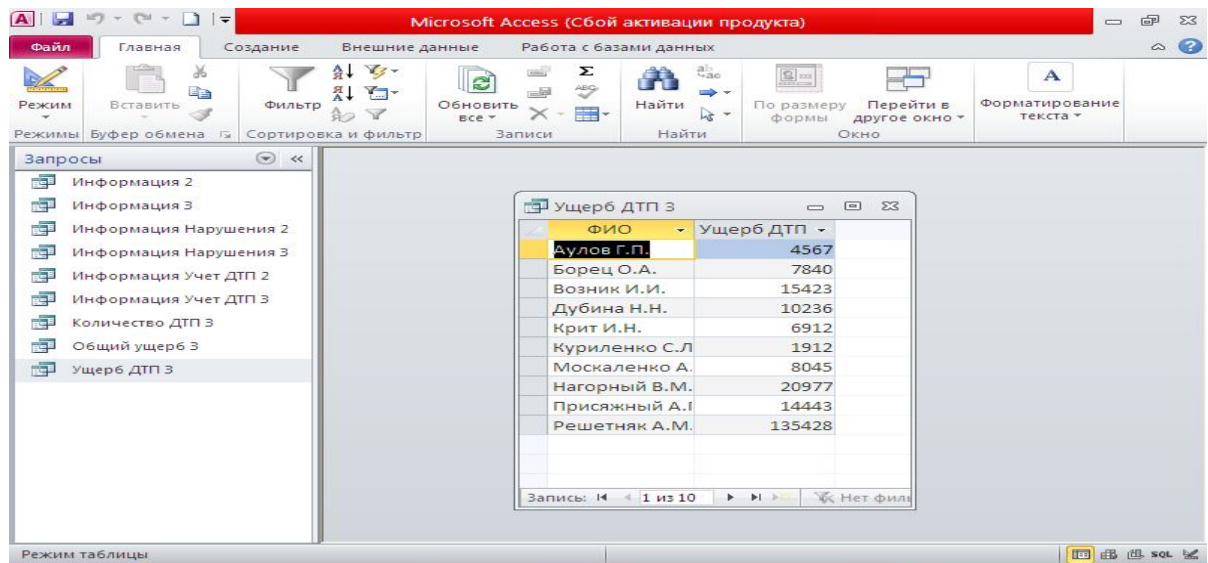 Microsoft Access (Сбой активации продукта)
Файл Главная Создание Внешние данные Работа с базами данных
Режим
Вставить
Фильтр
Обновить все
Найти
По размеру формы
Перейти в другое окно
Форматирование текста
Режимы Буфер обмена Сортировка и фильтр Записи Найти Окно
Запросы
Информация 2
Информация 3
Информация Нарушения 2
Информация Нарушения 3
Информация Учет ДТП 2
Информация Учет ДТП 3
Количество ДТП 3
Общий ущерб 3
Ущерб ДТП 3
Ущерб ДТП 3
ФИО Ущерб ДТП
Аулов Г.П. 4567
Борец О.А. 7840
Возник И.И. 15423
Дубина Н.Н. 10236
Крит И.Н. 6912
Куриленко С.Л 1912
Москаленко А. 8045
Нагорный В.М. 20977
Присяжный А.Г 14443
Решетняк А.М. 135428
Запись: 1 из 10 Нет филь
Режим таблицы
SQL